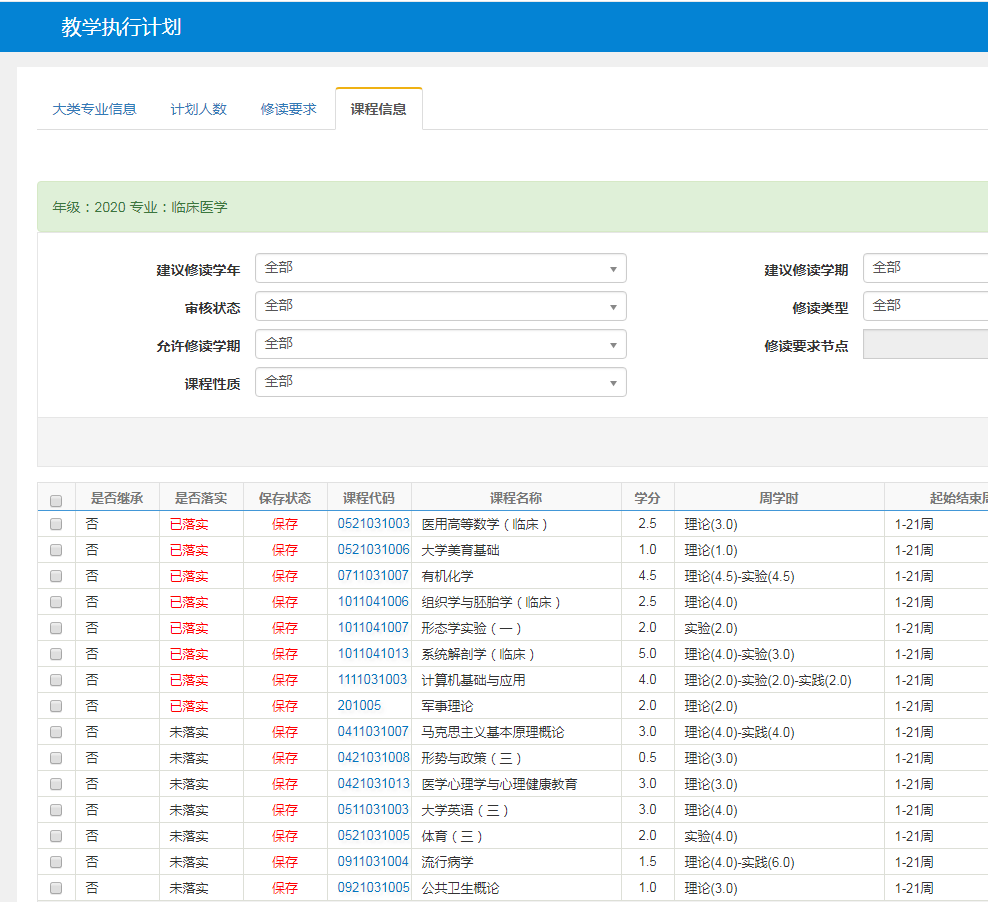 教学执行计划
大类专业信息 计划人数 修读要求 课程信息
年级：2020 专业：临床医学
建议修读学年 全部 建议修读学期 全部
审核状态 全部 修读类型 全部
允许修读学期 全部 修读要求节点
课程性质 全部
是否继承 是否落实 保存状态 课程代码 课程名称 学分 周学时 起始结束周
否 已落实 保存 0521031003 医用高等数学（临床） 2.5 理论(3.0) 1-21周
否 已落实 保存 0521031006 大学美育基础 1.0 理论(1.0) 1-21周
否 已落实 保存 0711031007 有机化学 4.5 理论(4.5)-实验(4.5) 1-21周
否 已落实 保存 1011041006 组织学与胚胎学（临床） 2.5 理论(4.0) 1-21周
否 已落实 保存 1011041007 形态学实验（一） 2.0 实验(2.0) 1-21周
否 已落实 保存 1011041013 系统解剖学（临床） 5.0 理论(4.0)-实验(3.0) 1-21周
否 已落实 保存 1111031003 计算机基础与应用 4.0 理论(2.0)-实验(2.0)-实践(2.0) 1-21周
否 已落实 保存 201005 军事理论 2.0 理论(2.0) 1-21周
否 未落实 保存 0411031007 马克思主义基本原理概论 3.0 理论(4.0)-实践(4.0) 1-21周
否 未落实 保存 0421031008 形势与政策（三） 0.5 理论(3.0) 1-21周
否 未落实 保存 0421031013 医学心理学与心理健康教育 3.0 理论(3.0) 1-21周
否 未落实 保存 0511031003 大学英语（三） 3.0 理论(4.0) 1-21周
否 未落实 保存 0521031005 体育（三） 2.0 实验(4.0) 1-21周
否 未落实 保存 0911031004 流行病学 1.5 理论(4.0)-实践(6.0) 1-21周
否 未落实 保存 0921031005 公共卫生概论 1.0 理论(3.0) 1-21周